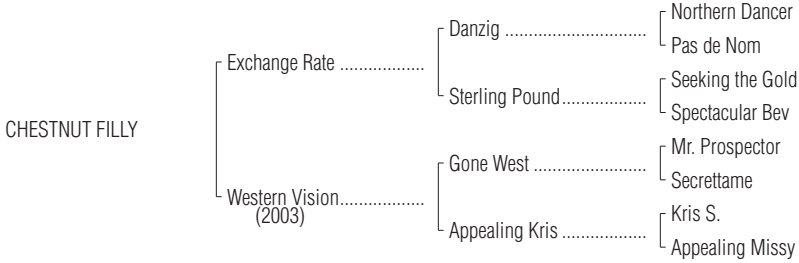 Northern Dancer
Danzig ..............................
Pas de Nom
Exchange Rate ..................
Seeking the Gold
Sterling Pound..................
Spectacular Bev
CHESTNUT FILLY
Mr. Prospector
Gone West ........................
Secrettame
Western Vision..................
(2003)
Kris S.
Appealing Kris ..................
Appealing Missy